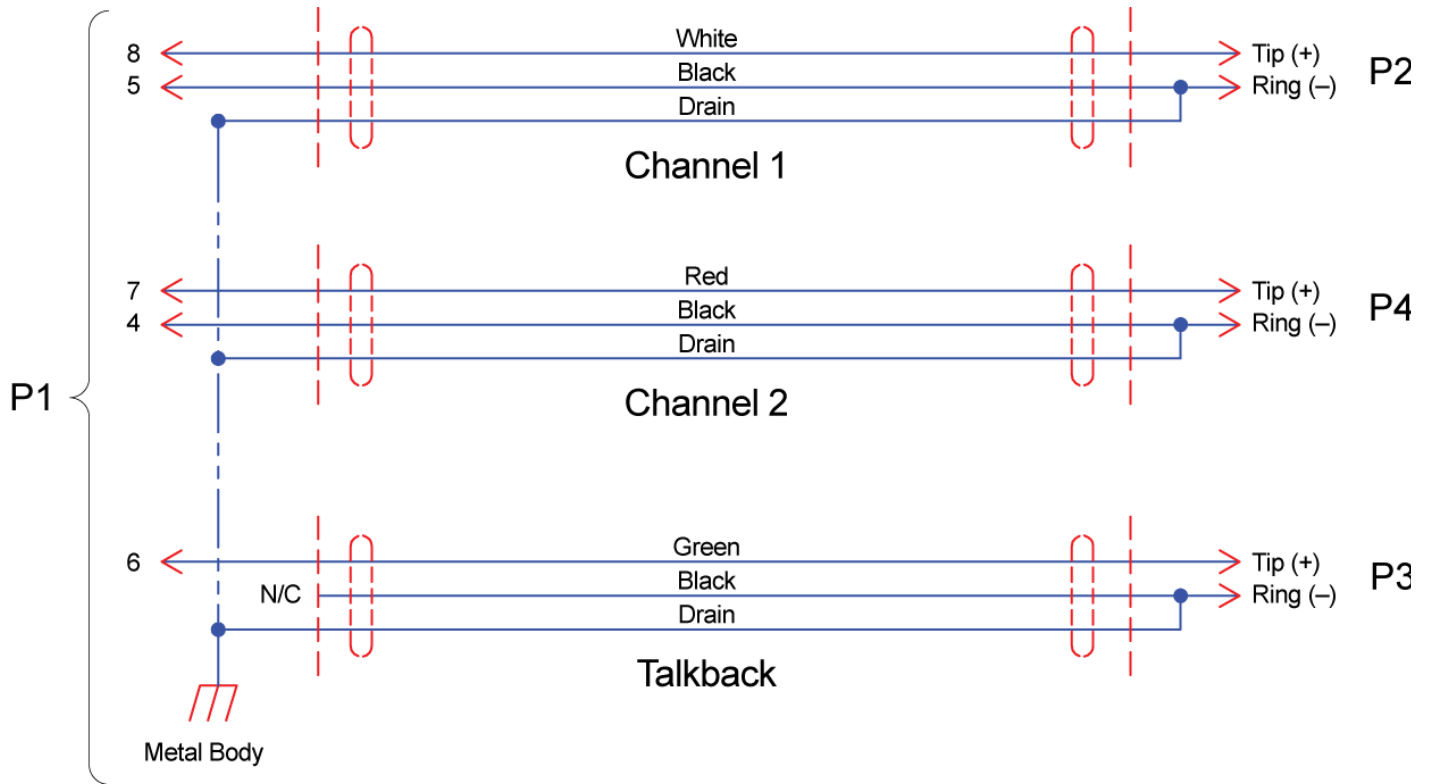 White
8 Tip (+)
P2
Black
5 Ring (–)
Drain
Channel 1
Red
7 Tip (+)
P4
Black
4 Ring (–)
Drain
P1
Channel 2
Green
6 Tip (+)
P3
Black
N/C Ring (–)
Drain
Talkback
Metal Body